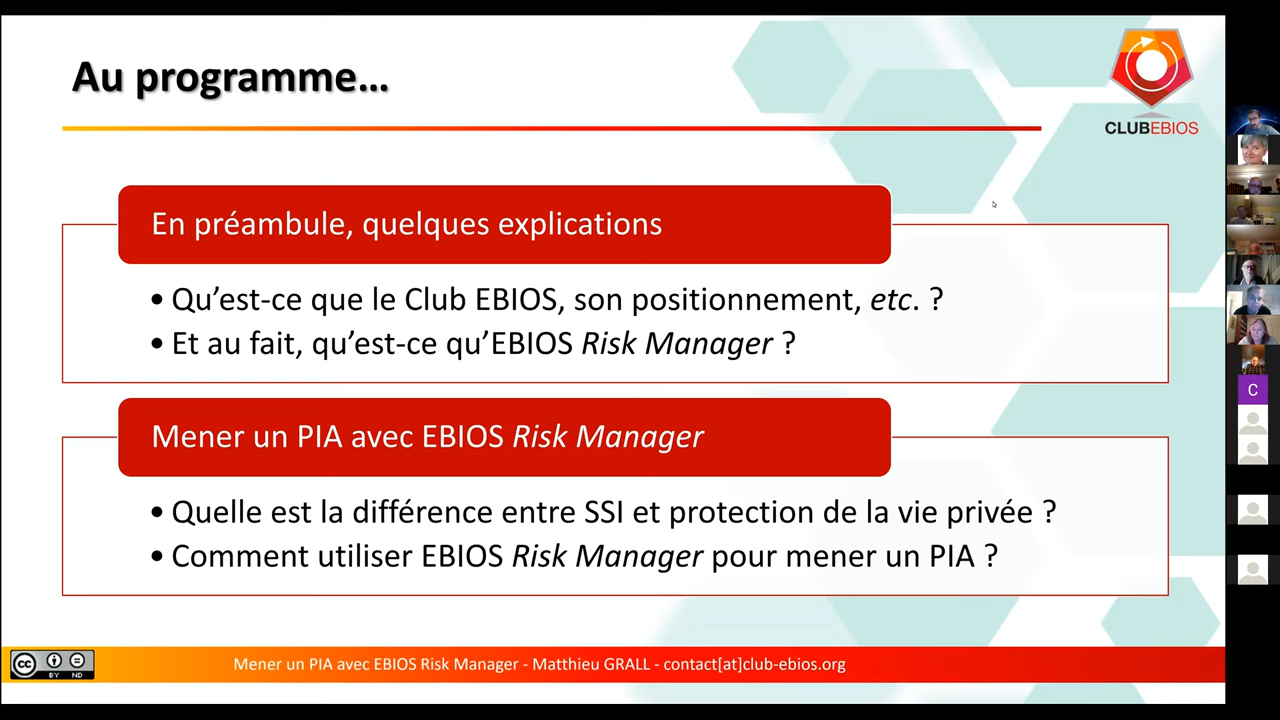 Au programme…
CLUBEBIOS
En préambule, quelques explications
• Qu’est-ce que le Club EBIOS, son positionnement, etc. ?
• Et au fait, qu’est-ce qu’EBIOS Risk Manager ?
Mener un PIA avec EBIOS Risk Manager
• Quelle est la différence entre SSI et protection de la vie privée ?
• Comment utiliser EBIOS Risk Manager pour mener un PIA ?
C
cc BY ND
Mener un PIA avec EBIOS Risk Manager - Matthieu GRALL - contact[at]club-ebios.org